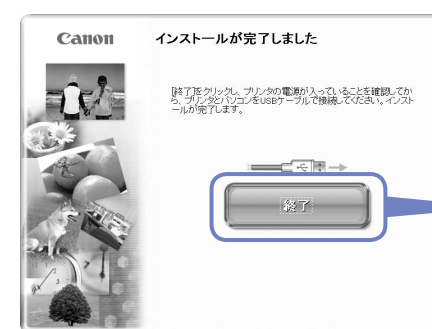 Canon
インストールが完了しました
[終了]をクリックし、プリンタの電源が入っていることを確認してか
ら、プリンタとパソコンをUSBケーブルで接続してください。インスト
ールが完了します。
終了